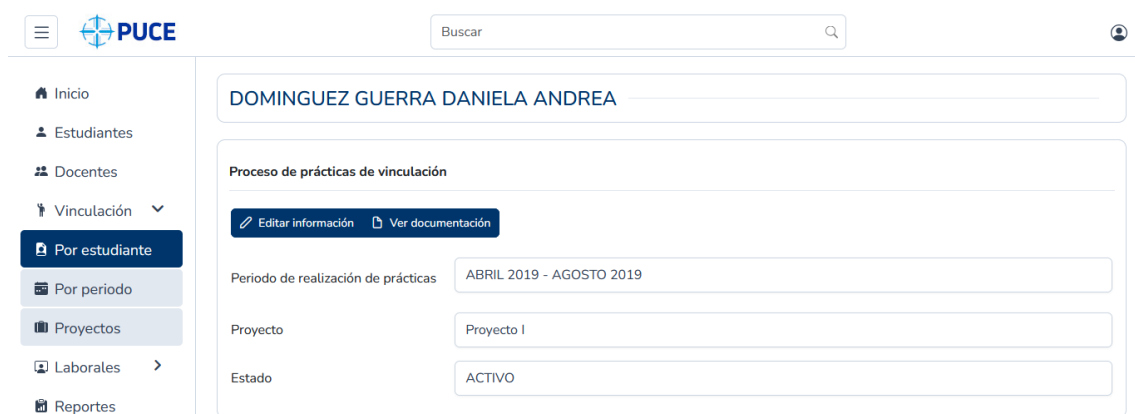 PUCE
Buscar
Inicio
Estudiantes
Docentes
Vinculación
Por estudiante
Por periodo
Proyectos
Laborales
Reportes
DOMINGUEZ GUERRA DANIELA ANDREA
Proceso de prácticas de vinculación
Editar información Ver documentación
Periodo de realización de prácticas ABRIL 2019 - AGOSTO 2019
Proyecto Proyecto I
Estado ACTIVO